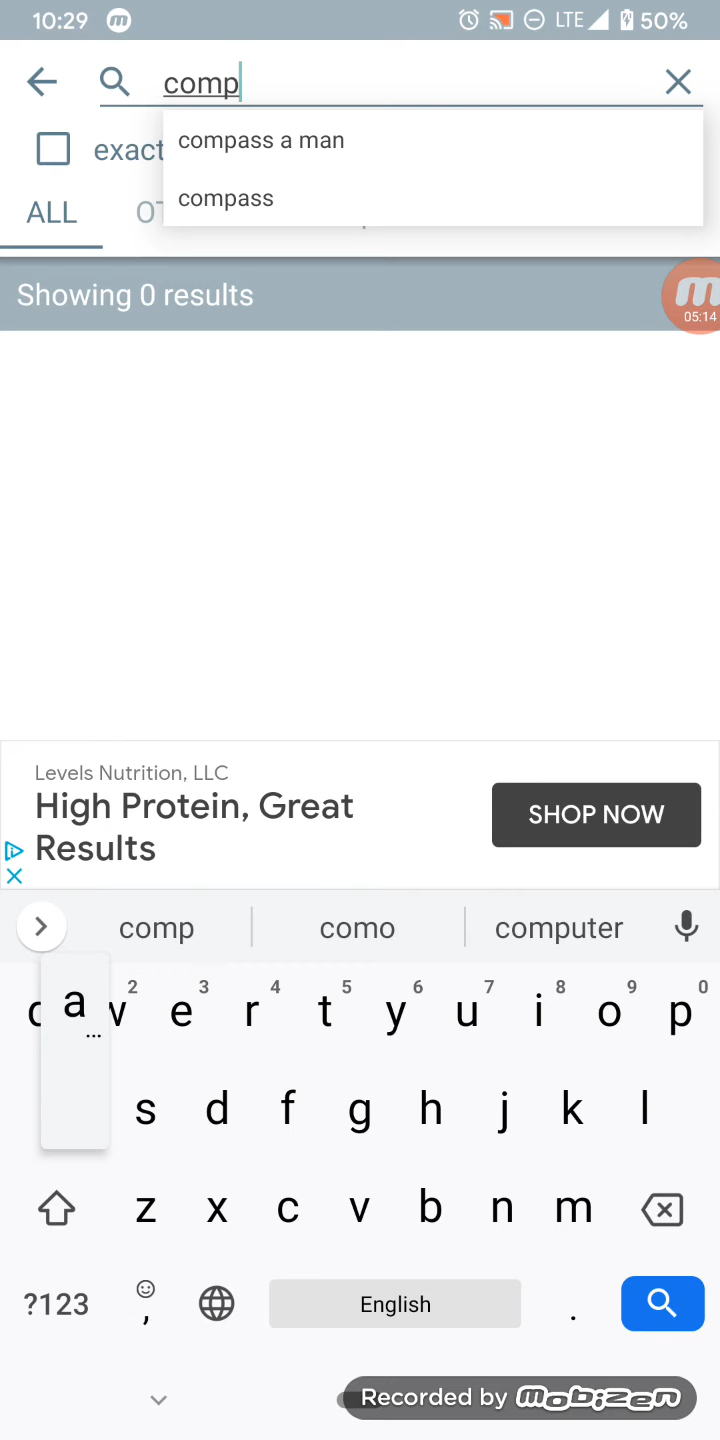 10:29 m LTE 50%
comp
exact
compass a man
compass
ALL OT
Showing 0 results
m
05:14
Levels Nutrition, LLC
High Protein, Great
Results
SHOP NOW
comp como computer
2 3 4 5 6 7 8 9 0
e r t y u i o p
a
...
s d f g h j k l
z x c v b n m
?123 , English .
Recorded by mobizen